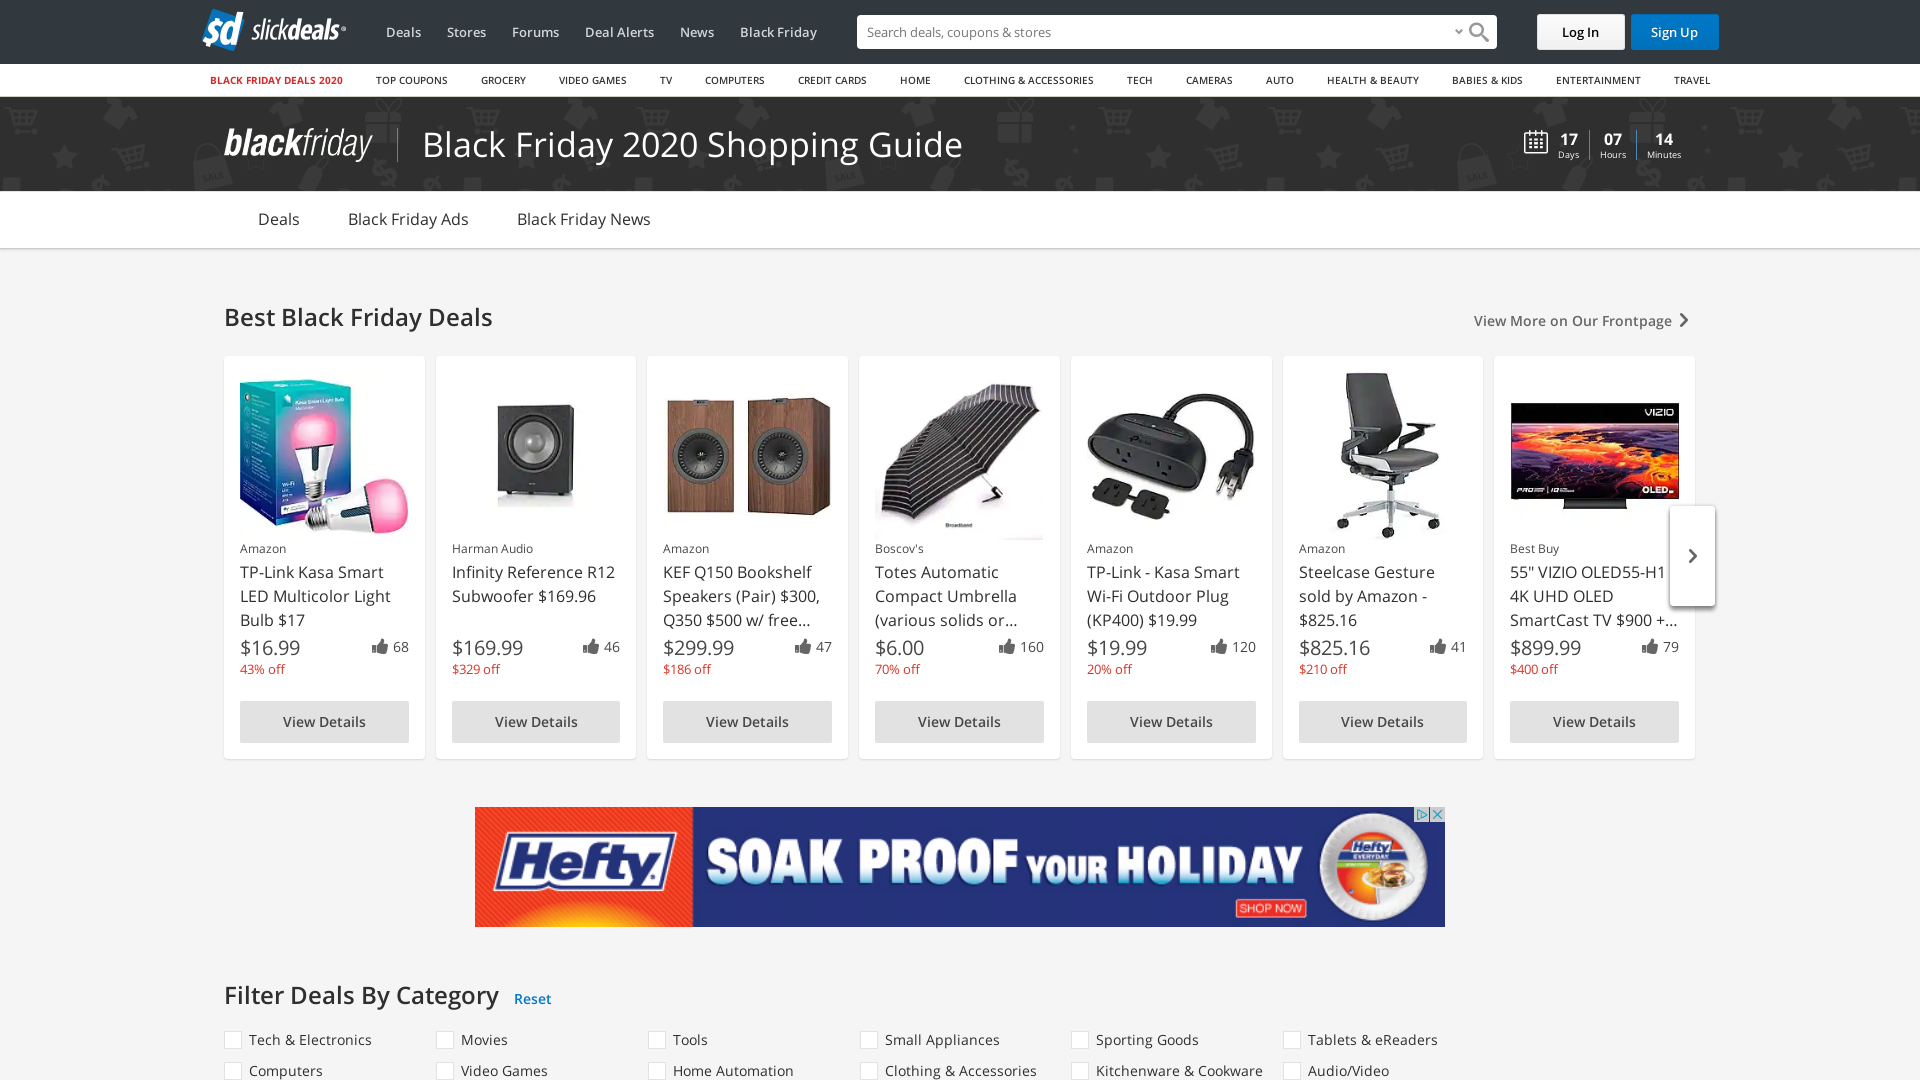 sd slickdeals
Deals
Stores
Forums
Deal Alerts
News
Black Friday
Search deals, coupons & stores
Log In
Sign Up
BLACK FRIDAY DEALS 2020
TOP COUPONS
GROCERY
VIDEO GAMES
TV
COMPUTERS
CREDIT CARDS
HOME
CLOTHING & ACCESSORIES
TECH
CAMERAS
AUTO
HEALTH & BEAUTY
BABIES & KIDS
ENTERTAINMENT
TRAVEL
blackfriday
Black Friday 2020 Shopping Guide
17
Days
07
Hours
14
Minutes
Deals
Black Friday Ads
Black Friday News
Best Black Friday Deals
View More on Our Frontpage
Amazon
TP-Link Kasa Smart
LED Multicolor Light
Bulb $17
$16.99
68
43% off
View Details
Harman Audio
Infinity Reference R12
Subwoofer $169.96
$169.99
46
$329 off
View Details
Amazon
KEF Q150 Bookshelf
Speakers (Pair) $300,
Q350 $500 w/ free...
$299.99
47
$186 off
View Details
Broadband
Boscov's
Totes Automatic
Compact Umbrella
(various solids or...
$6.00
160
70% off
View Details
Amazon
TP-Link - Kasa Smart
Wi-Fi Outdoor Plug
(KP400) $19.99
$19.99
120
20% off
View Details
Amazon
Steelcase Gesture
sold by Amazon -
$825.16
$825.16
41
$210 off
View Details
VIZIO
OLED
Best Buy
55" VIZIO OLED55-H1
4K UHD OLED
SmartCast TV $900 +...
$899.99
79
$400 off
View Details
Hefty
SOAK PROOF YOUR HOLIDAY
SHOP NOW
Hefty
EVERYDAY
Filter Deals By Category
Reset
Tech & Electronics
Movies
Tools
Small Appliances
Sporting Goods
Tablets & eReaders
Computers
Video Games
Home Automation
Clothing & Accessories
Kitchenware & Cookware
Audio/Video